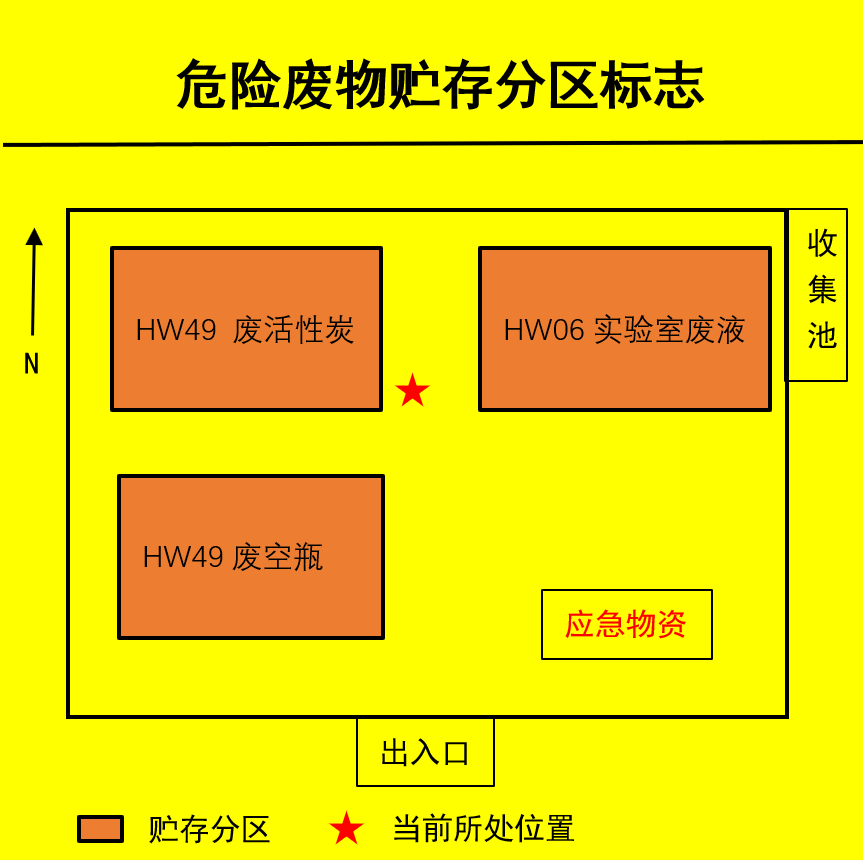 危险废物贮存分区标志
N
HW49 废活性炭
HW06 实验室废液
收
集
池
HW49 废空瓶
应急物资
出入口
贮存分区
当前所处位置